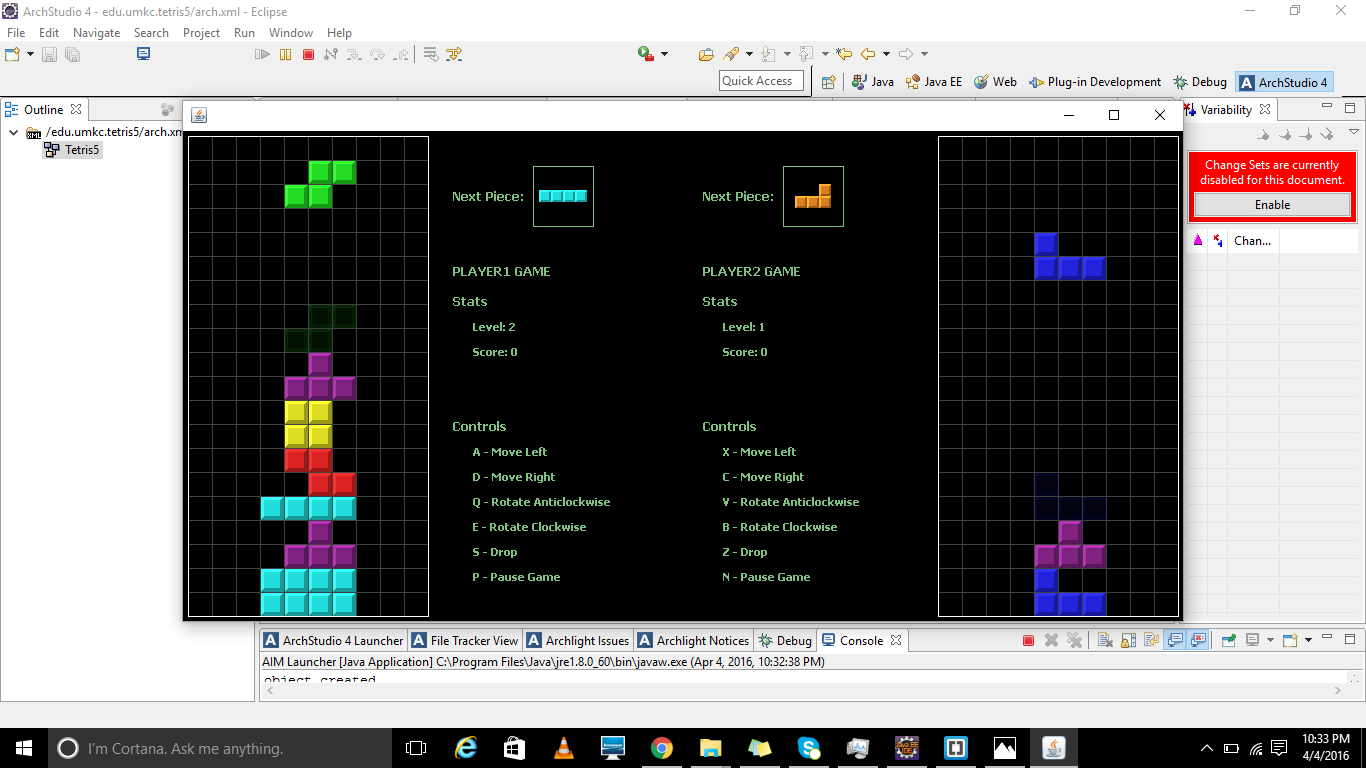 ArchStudio 4 - edu.umkc.tetris5/arch.xml - Eclipse
File Edit Navigate Search Project Run Window Help
Quick Access
Java Java EE Web Plug-in Development Debug ArchStudio 4
Outline
Variability
/edu.umkc.tetris5/arch.xm
Tetris5
Change Sets are currently
disabled for this document.
Enable
Chan...
Next Piece:
Next Piece:
PLAYER1 GAME
PLAYER2 GAME
Stats
Stats
Level: 2
Level: 1
Score: 0
Score: 0
Controls
Controls
A - Move Left
X - Move Left
D - Move Right
C - Move Right
Q - Rotate Anticlockwise
V - Rotate Anticlockwise
E - Rotate Clockwise
B - Rotate Clockwise
S - Drop
Z - Drop
P - Pause Game
N - Pause Game
ArchStudio 4 Launcher File Tracker View Archlight Issues Archlight Notices Debug Console
AIM Launcher [Java Application] C:\Program Files\Java\jre1.8.0_60\bin\javaw.exe (Apr 4, 2016, 10:32:38 PM)
object created
I'm Cortana. Ask me anything.
10:33 PM
4/4/2016